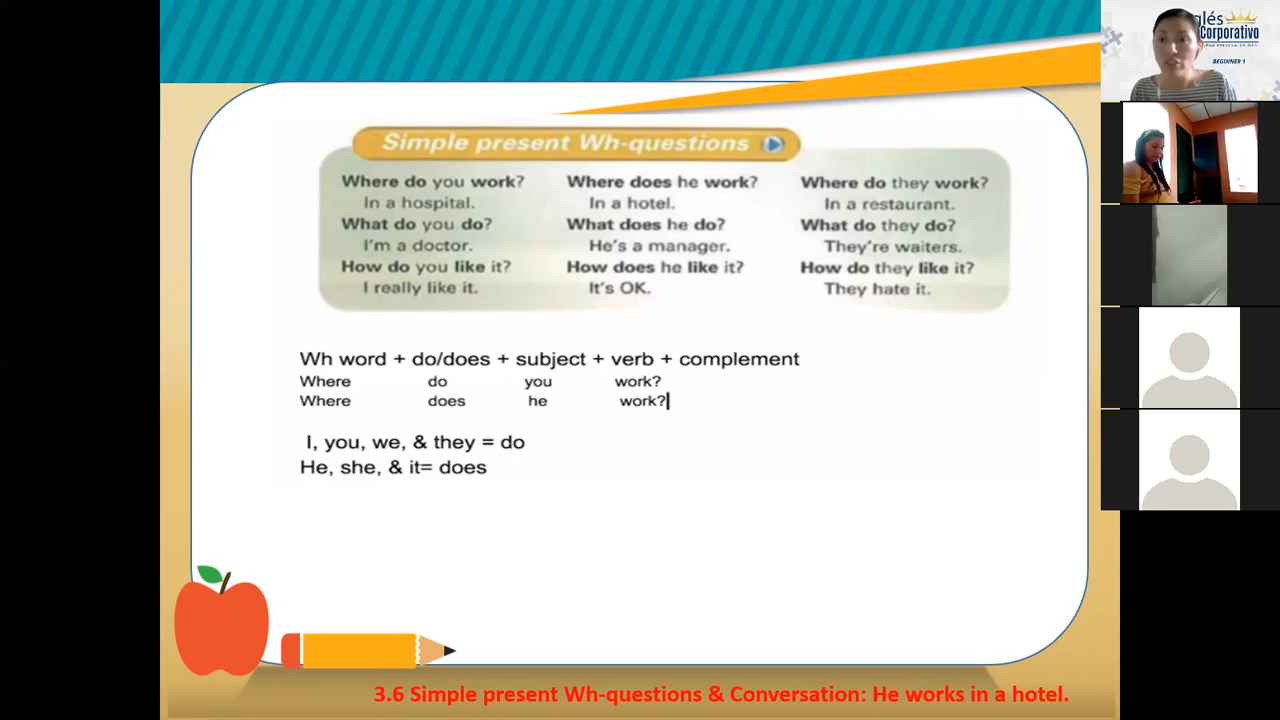 Simple present Wh-questions
Where do you work?
In a hospital.
What do you do?
I'm a doctor.
How do you like it?
I really like it.
Where does he work?
In a hotel.
What does he do?
He's a manager.
How does he like it?
It's OK.
Where do they work?
In a restaurant.
What do they do?
They're waiters.
How do they like it?
They hate it.
Wh word + do/does + subject + verb + complement
Where do you work?
Where does he work?
I, you, we, & they = do
He, she, & it= does
3.6 Simple present Wh-questions & Conversation: He works in a hotel.
Corporativo
BEGINNER 1